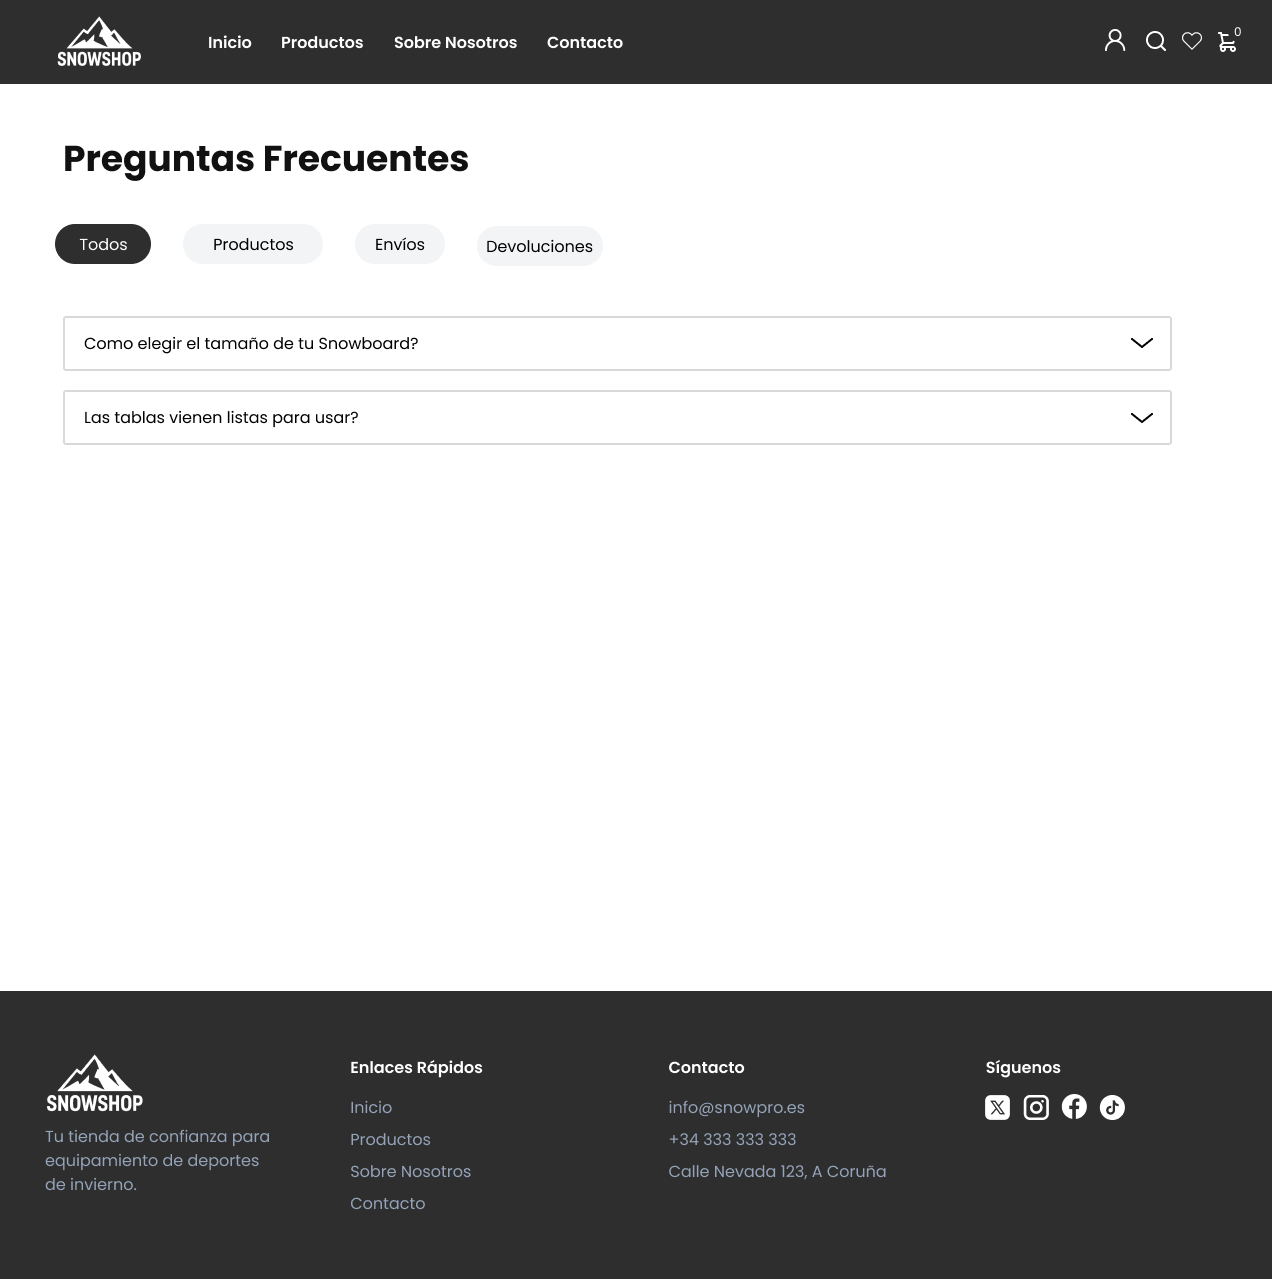 SNOWSHOP
Inicio Productos Sobre Nosotros Contacto
0
Preguntas Frecuentes
Todos Productos Envíos Devoluciones
Como elegir el tamaño de tu Snowboard?
Las tablas vienen listas para usar?
SNOWSHOP
Tu tienda de confianza para
equipamiento de deportes
de invierno.
Enlaces Rápidos
Inicio
Productos
Sobre Nosotros
Contacto
Contacto
info@snowpro.es
+34 333 333 333
Calle Nevada 123, A Coruña
Síguenos